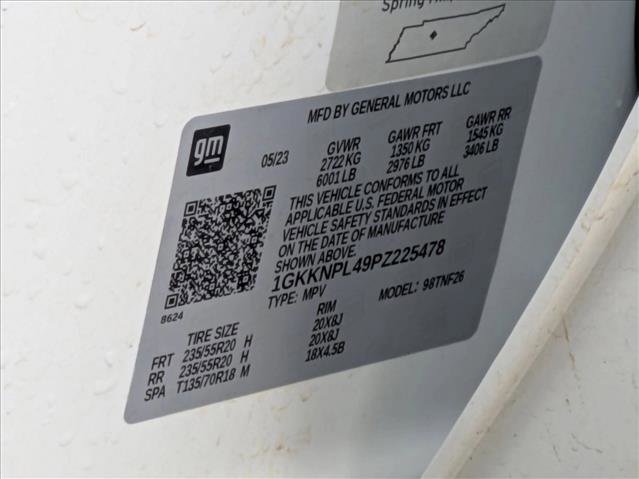 Spring Hill,
MFD BY GENERAL MOTORS LLC
gm
05/23
GVWR GAWR FRT GAWR RR
2722 KG 1350 KG 1545 KG
6001 LB 2976 LB 3406 LB
THIS VEHICLE CONFORMS TO ALL
APPLICABLE U.S. FEDERAL MOTOR
VEHICLE SAFETY STANDARDS IN EFFECT
ON THE DATE OF MANUFACTURE
SHOWN ABOVE.
1GKKNPL49PZ225478
TYPE: MPV MODEL: 98TNF26
8624
TIRE SIZE RIM
FRT 235/55R20 H 20X8J
RR 235/55R20 H 20X8J
SPA T135/70R18 M 18X4.5B